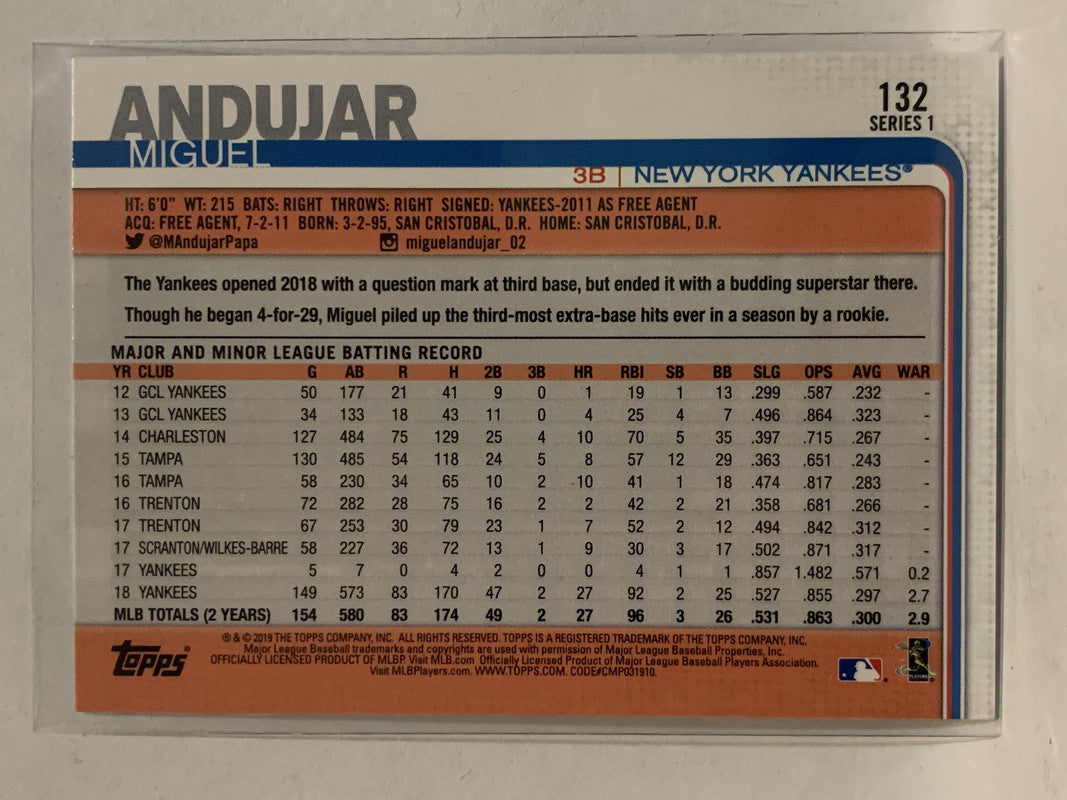 ANDUJAR
MIGUEL
132
SERIES 1
3B | NEW YORK YANKEES®
HT: 6'0" WT: 215 BATS: RIGHT THROWS: RIGHT SIGNED: YANKEES-2011 AS FREE AGENT
ACQ: FREE AGENT, 7-2-11 BORN: 3-2-95, SAN CRISTOBAL, D.R. HOME: SAN CRISTOBAL, D.R.
@MAndujarPapa miguelandujar_02
The Yankees opened 2018 with a question mark at third base, but ended it with a budding superstar there.
Though he began 4-for-29, Miguel piled up the third-most extra-base hits ever in a season by a rookie.
MAJOR AND MINOR LEAGUE BATTING RECORD
YR CLUB G AB R H 2B 3B HR RBI SB BB SLG OPS AVG WAR
12 GCL YANKEES 50 177 21 41 9 0 1 19 1 13 .299 .587 .232 -
13 GCL YANKEES 34 133 18 43 11 0 4 25 4 7 .496 .864 .323 -
14 CHARLESTON 127 484 75 129 25 4 10 70 5 35 .397 .715 .267 -
15 TAMPA 130 485 54 118 24 5 8 57 12 29 .363 .651 .243 -
16 TAMPA 58 230 34 65 10 2 10 41 1 18 .474 .817 .283 -
16 TRENTON 72 282 28 75 16 2 2 42 2 21 .358 .681 .266 -
17 TRENTON 67 253 30 79 23 1 7 52 2 12 .494 .842 .312 -
17 SCRANTON/WILKES-BARRE 58 227 36 72 13 1 9 30 3 17 .502 .871 .317 -
17 YANKEES 5 7 0 4 2 0 0 4 1 1 .857 1.482 .571 0.2
18 YANKEES 149 573 83 170 47 2 27 92 2 25 .527 .855 .297 2.7
MLB TOTALS (2 YEARS) 154 580 83 174 49 2 27 96 3 26 .531 .863 .300 2.9
TOPPS®
® & © 2019 THE TOPPS COMPANY, INC. ALL RIGHTS RESERVED. TOPPS IS A REGISTERED TRADEMARK OF THE TOPPS COMPANY, INC.
Major League Baseball trademarks and copyrights are used with permission of Major League Baseball Properties, Inc.
OFFICIALLY LICENSED PRODUCT OF MLBP. Visit MLB.com Officially Licensed Product of Major League Baseball Players Association.
Visit MLBPlayers.com. WWW.TOPPS.COM. CODE#CMP031910.